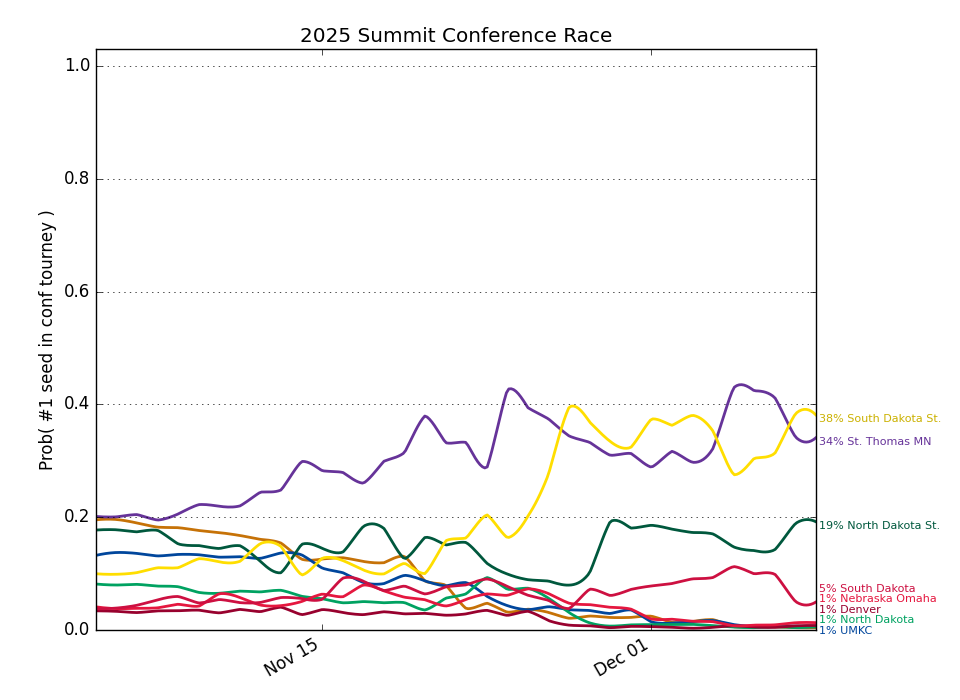 2025 Summit Conference Race
Prob( #1 seed in conf tourney )
1.0
0.8
0.6
0.4
0.2
0.0
Nov 15
Dec 01
38% South Dakota St.
34% St. Thomas MN
19% North Dakota St.
5% South Dakota
1% Nebraska Omaha
1% Denver
1% North Dakota
1% UMKC